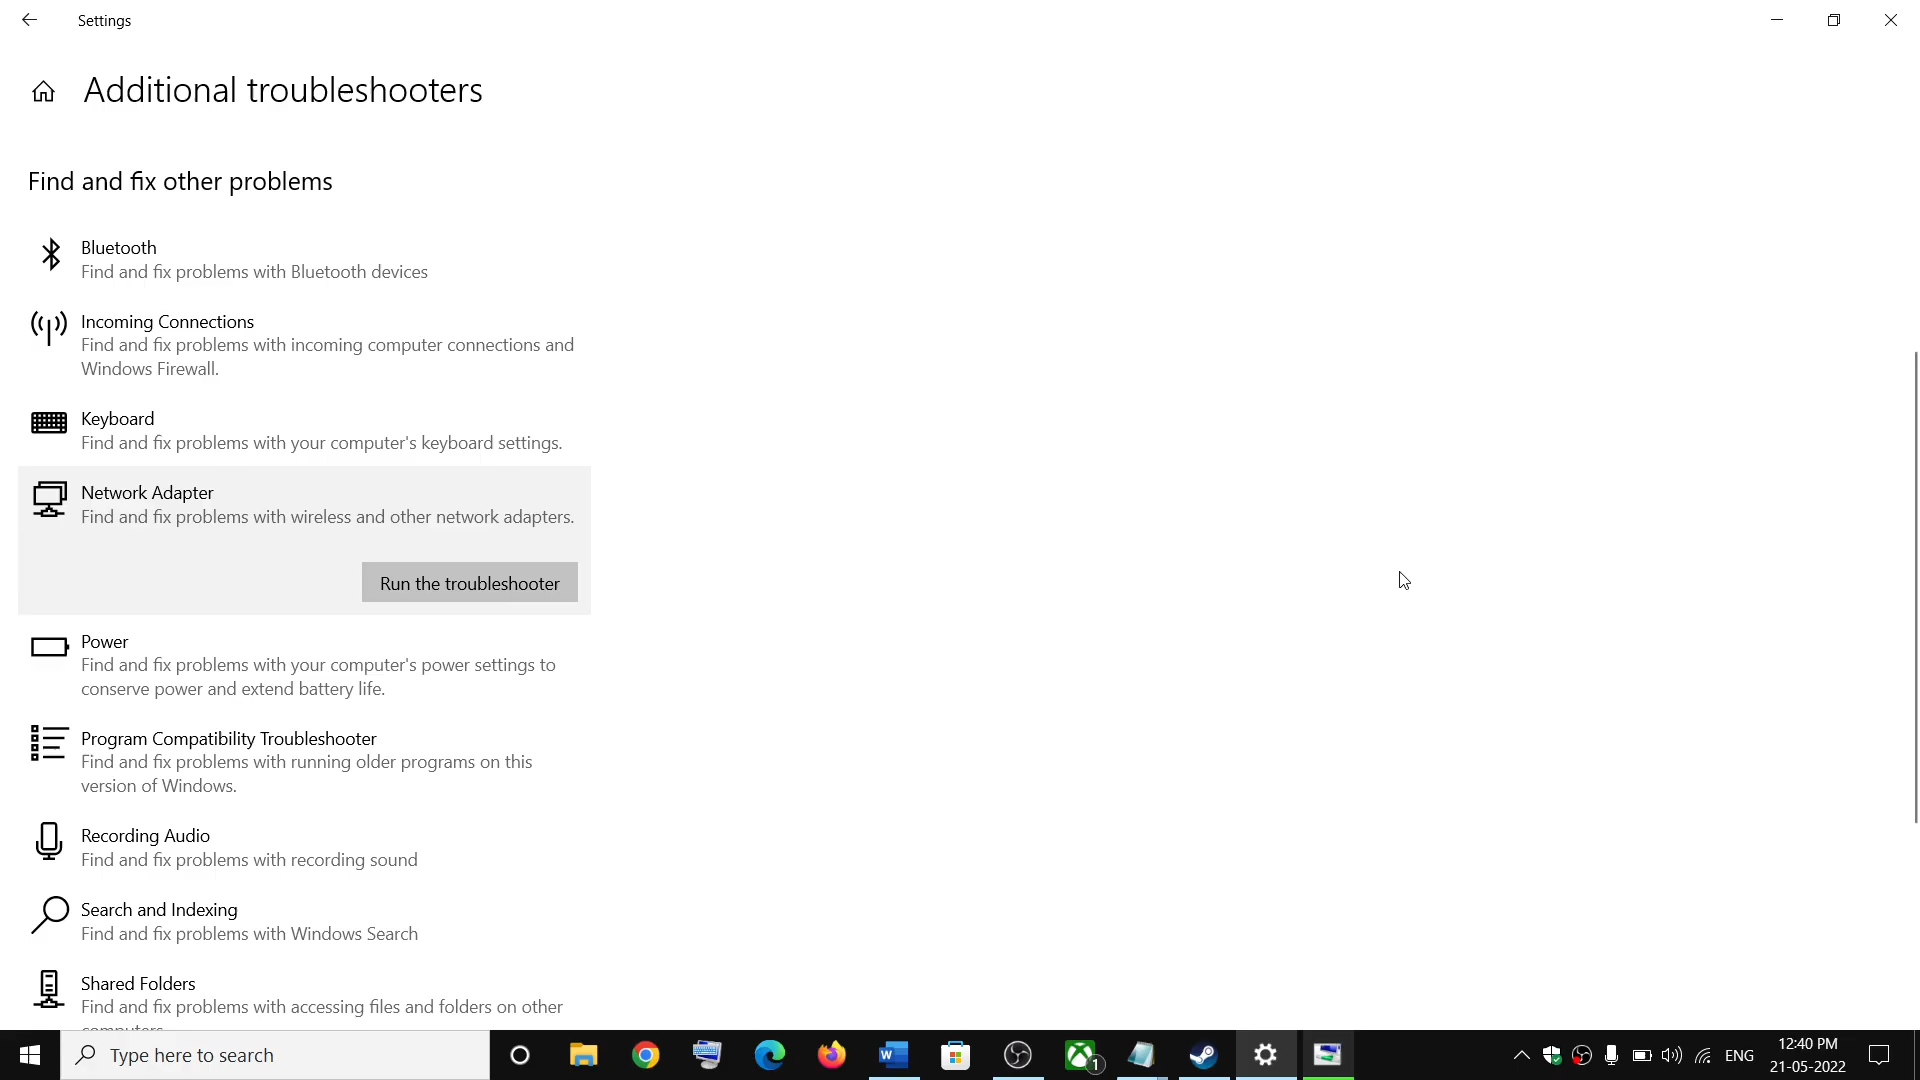 Settings
Additional troubleshooters
Find and fix other problems
Bluetooth
Find and fix problems with Bluetooth devices
Incoming Connections
Find and fix problems with incoming computer connections and
Windows Firewall.
Keyboard
Find and fix problems with your computer's keyboard settings.
Network Adapter
Find and fix problems with wireless and other network adapters.
Run the troubleshooter
Power
Find and fix problems with your computer's power settings to
conserve power and extend battery life.
Program Compatibility Troubleshooter
Find and fix problems with running older programs on this
version of Windows.
Recording Audio
Find and fix problems with recording sound
Search and Indexing
Find and fix problems with Windows Search
Shared Folders
Find and fix problems with accessing files and folders on other
computers.
Type here to search
W
1
ENG
12:40 PM
21-05-2022